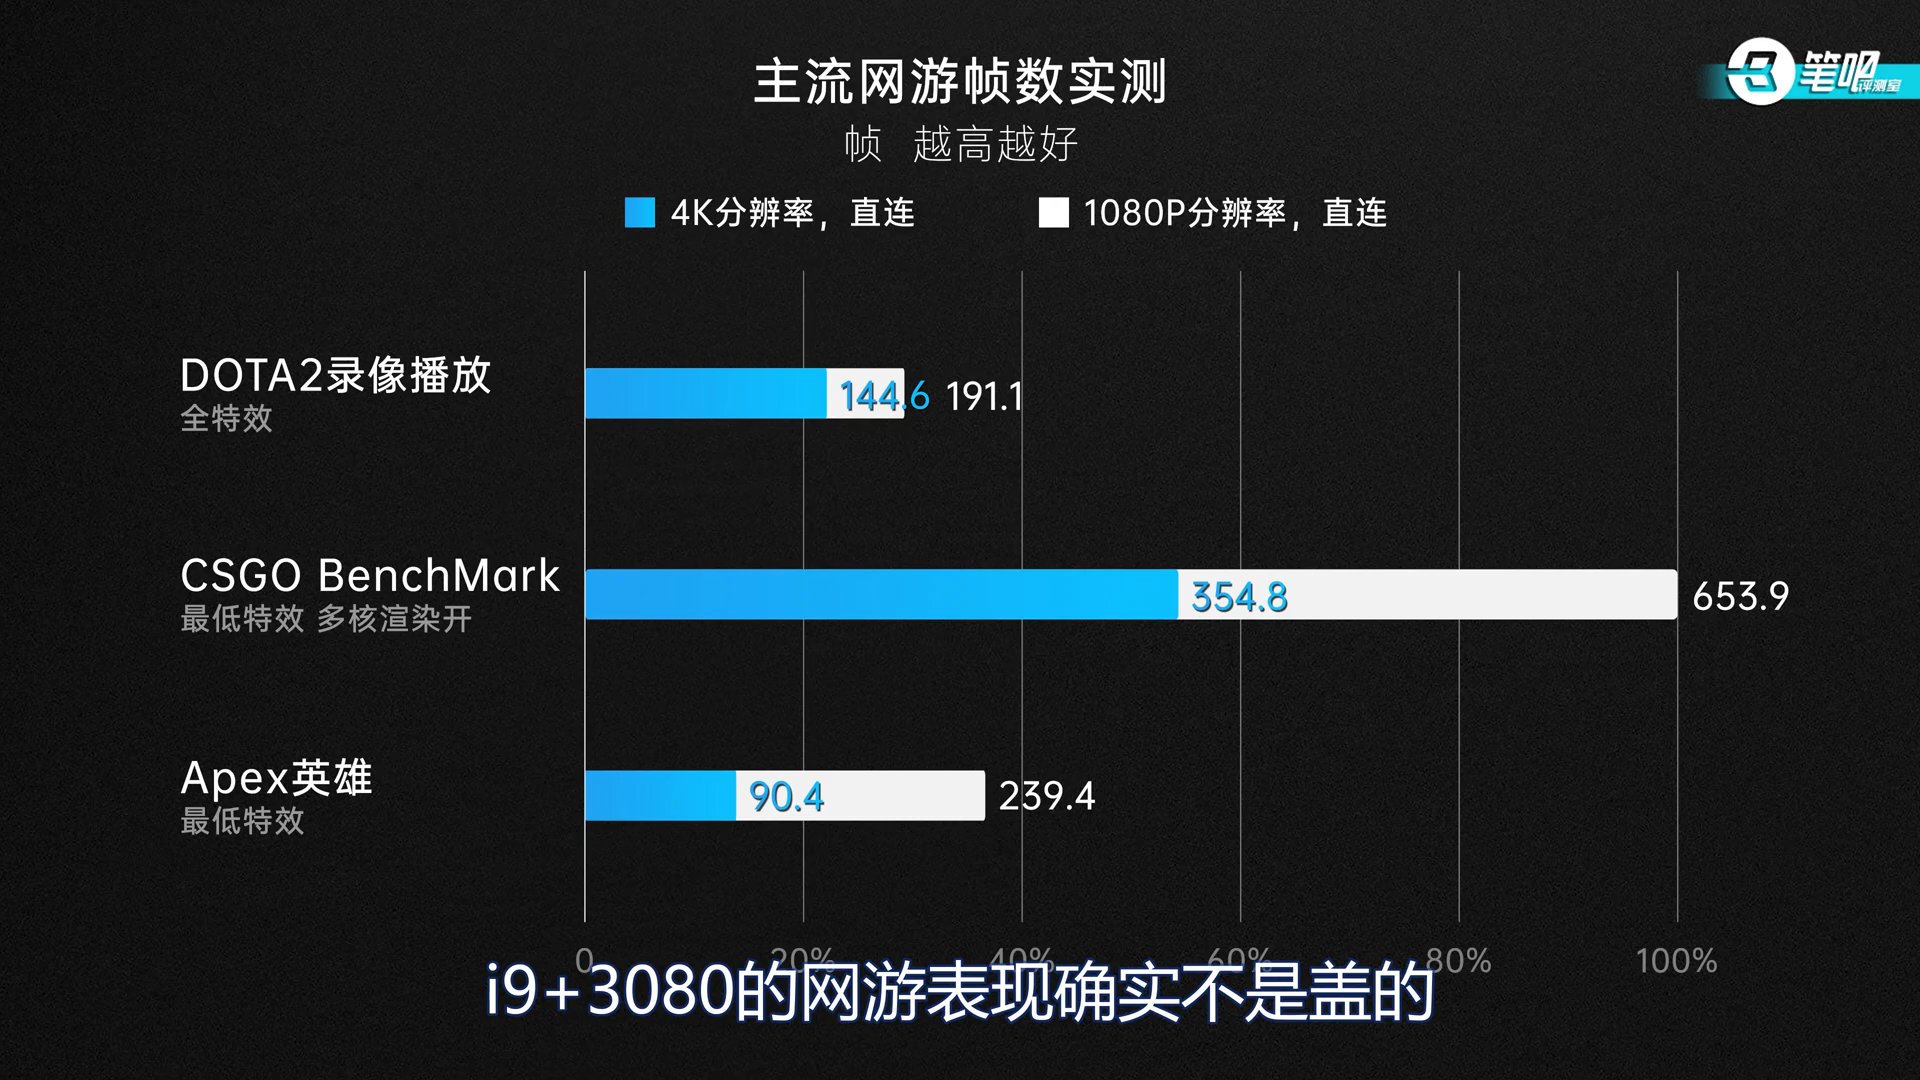 笔吧评测室
主流网游帧数实测
帧 越高越好
4K分辨率，直连
1080P分辨率，直连
DOTA2录像播放
全特效
144.6 191.1
CSGO BenchMark
最低特效 多核渲染开
354.8 653.9
Apex英雄
最低特效
90.4 239.4
0 20% 40% 60% 80% 100%
i9+3080的网游表现确实不是盖的